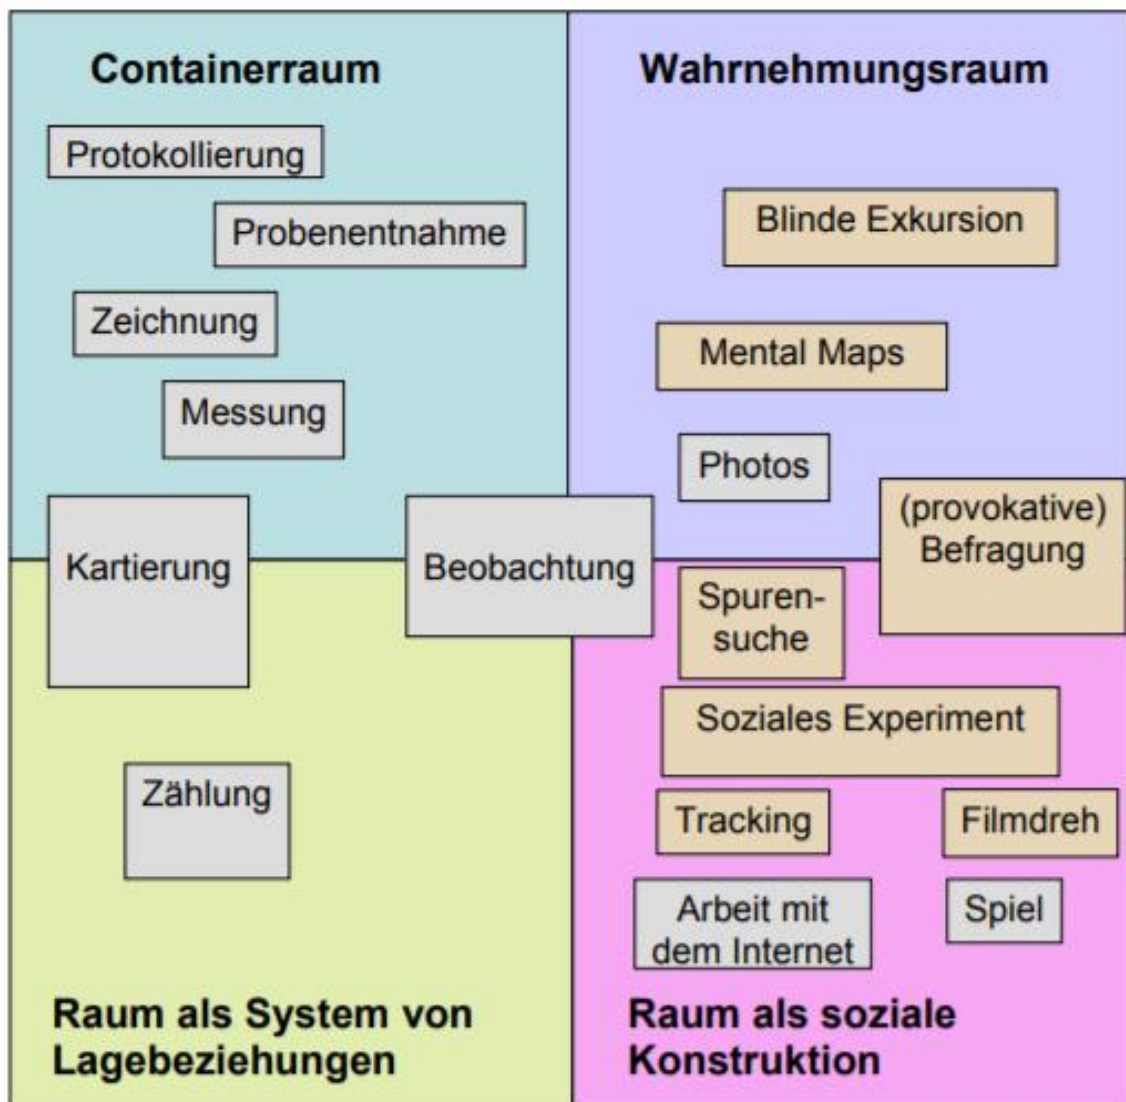 Containerraum
Protokollierung
Probenentnahme
Zeichnung
Messung
Wahrnehmungsraum
Blinde Exkursion
Mental Maps
Photos
(provokative)
Befragung
Kartierung
Beobachtung
Zählung
Raum als System von
Lagebeziehungen
Spuren-
suche
Soziales Experiment
Tracking
Filmdreh
Arbeit mit
dem Internet
Spiel
Raum als soziale
Konstruktion